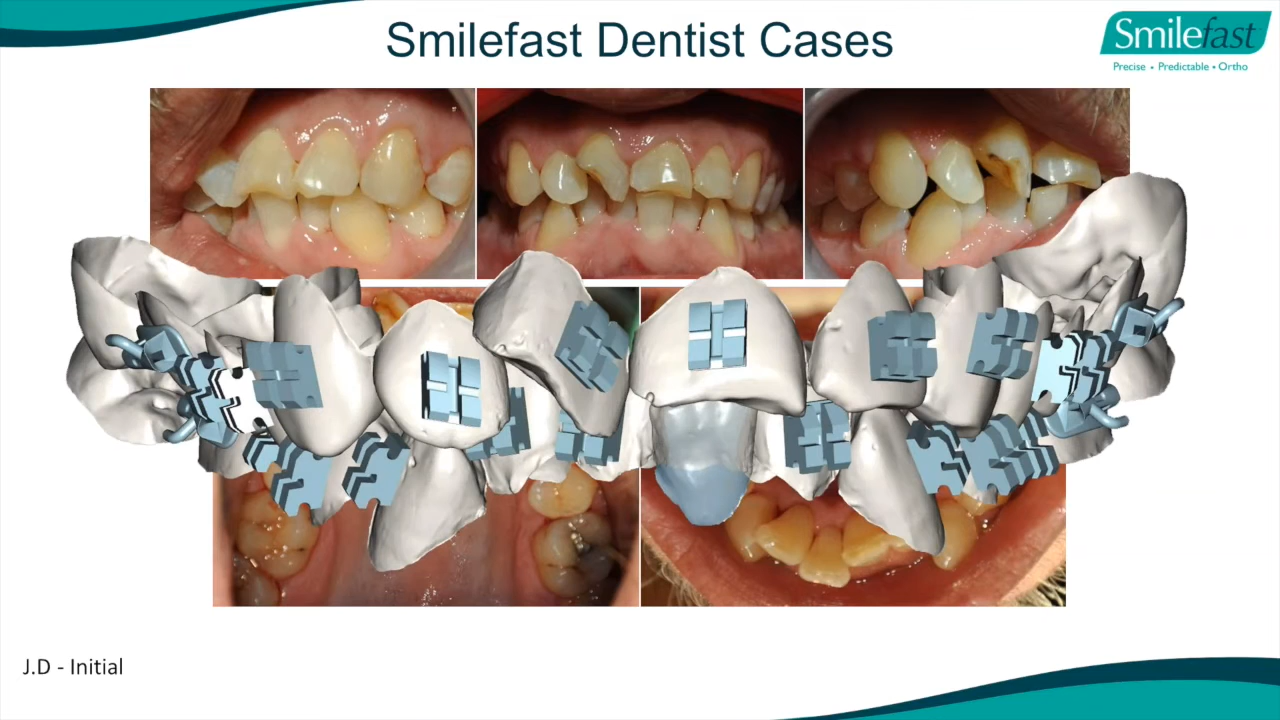 Smilefast Dentist Cases
Smilefast
Precise • Predictable • Ortho
J.D - Initial